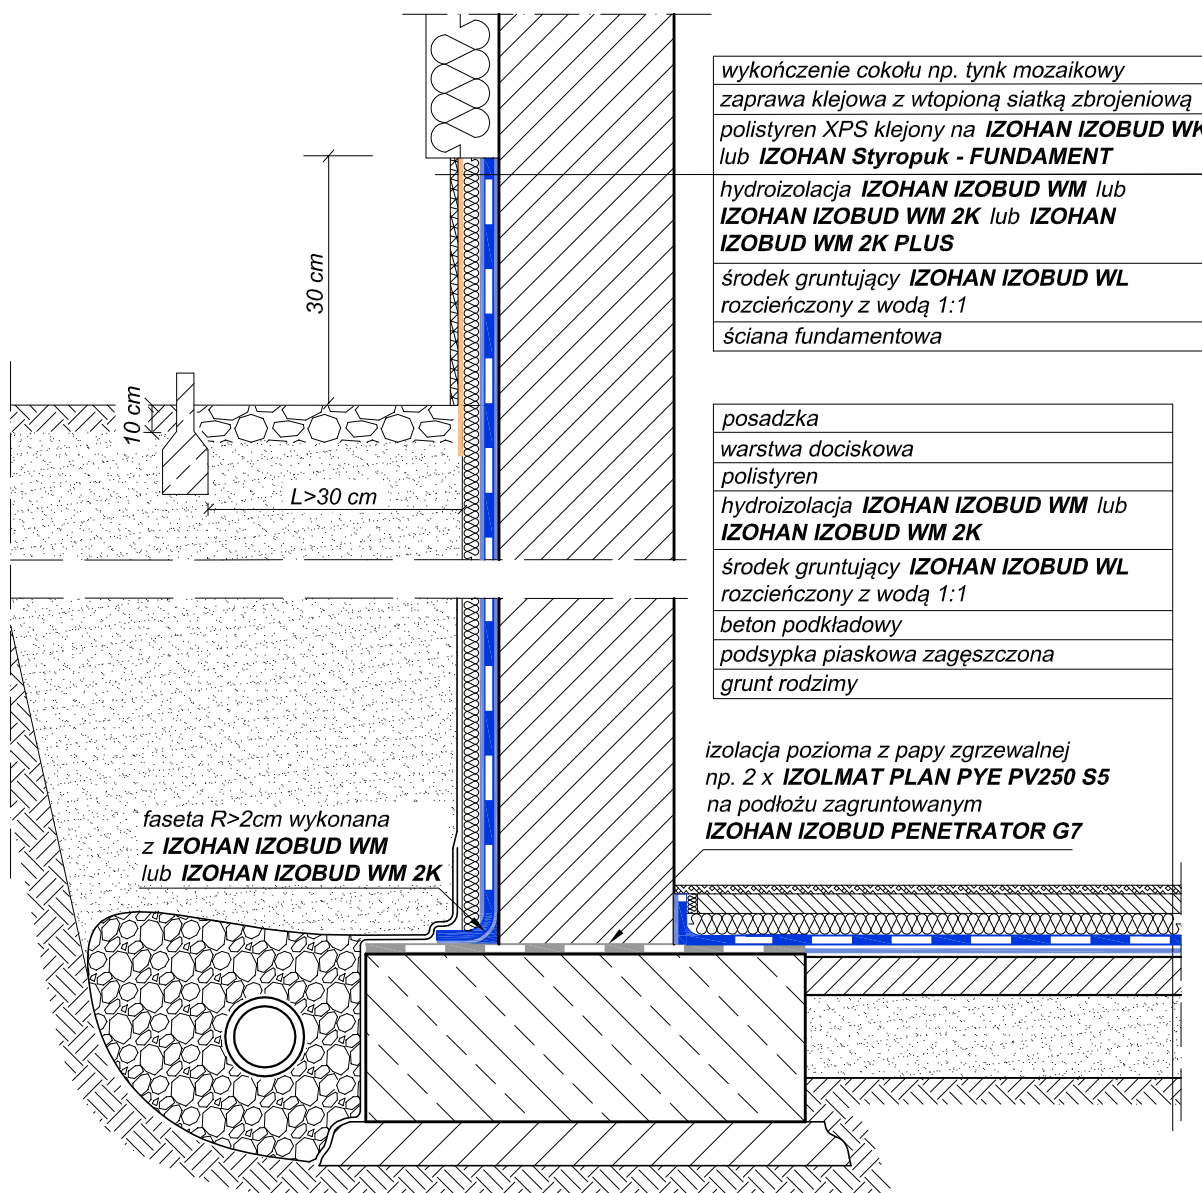 wykończenie cokołu np. tynk mozaikowy
zaprawa klejowa z wtopioną siatką zbrojeniową
polistyren XPS klejony na IZOHAN IZOBUD WK
lub IZOHAN Styropuk - FUNDAMENT
hydroizolacja IZOHAN IZOBUD WM lub
IZOHAN IZOBUD WM 2K lub IZOHAN
IZOBUD WM 2K PLUS
środek gruntujący IZOHAN IZOBUD WL
rozcieńczony z wodą 1:1
ściana fundamentowa
30 cm
10 cm
L>30 cm
posadzka
warstwa dociskowa
polistyren
hydroizolacja IZOHAN IZOBUD WM lub
IZOHAN IZOBUD WM 2K
środek gruntujący IZOHAN IZOBUD WL
rozcieńczony z wodą 1:1
beton podkładowy
podsypka piaskowa zagęszczona
grunt rodzimy
izolacja pozioma z papy zgrzewalnej
np. 2 x IZOLMAT PLAN PYE PV250 S5
na podłożu zagruntowanym
IZOHAN IZOBUD PENETRATOR G7
faseta R>2cm wykonana
z IZOHAN IZOBUD WM
lub IZOHAN IZOBUD WM 2K